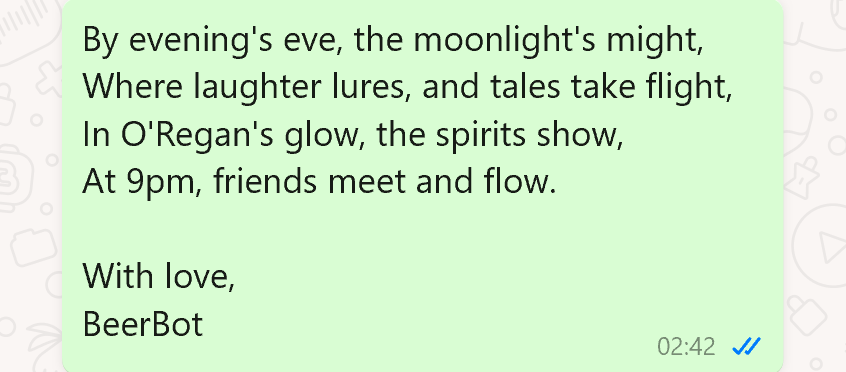 By evening's eve, the moonlight's might,
Where laughter lures, and tales take flight,
In O'Regan's glow, the spirits show,
At 9pm, friends meet and flow.
With love,
BeerBot
02:42